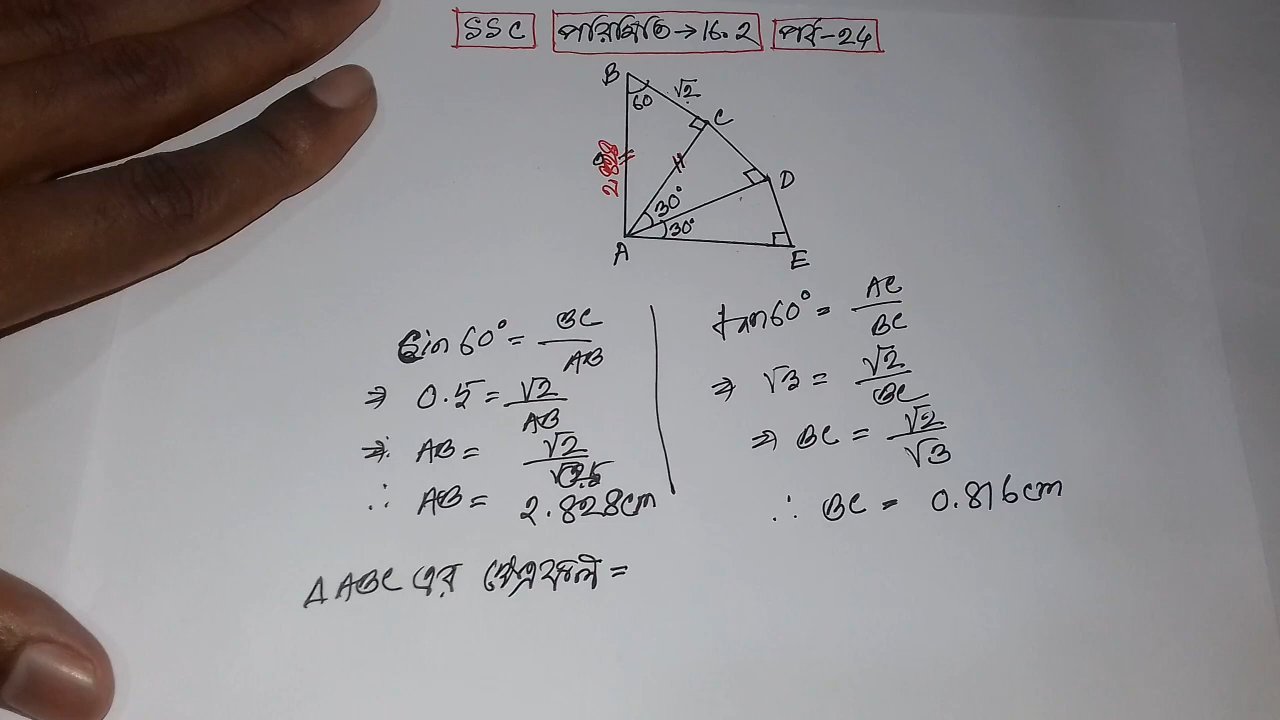 SSC পরিমিতি→16.2 পর্ব-24
B
60
√2
C
D
30°
30°
A
E
Sin 60° = BC/AB
⇒ 0.5 = √2/AB
⇒ AB = √2/0.5
∴ AB = 2.828cm
tan60° = AC/BC
⇒ √3 = √2/BC
⇒ BC = √2/√3
∴ BC = 0.816cm
ΔABC এর ক্ষেত্রফল =